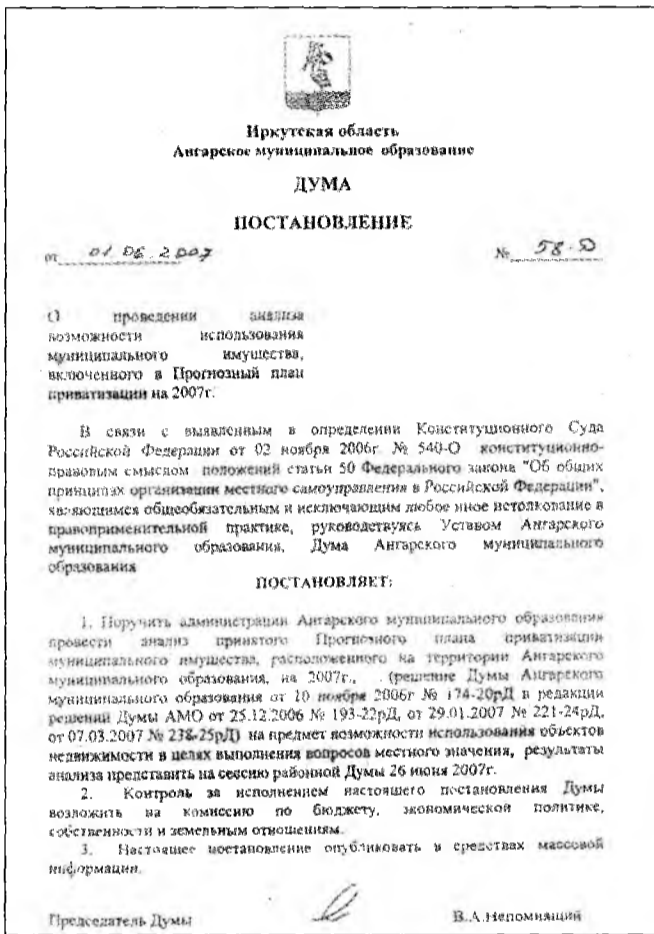 Иркутская область
Ангарское муниципальное образование
ДУМА
ПОСТАНОВЛЕНИЕ
от 01.06.2007 № 58-
О проведении анализа
возможности использования
муниципального имущества,
включенного в Прогнозный план
приватизации на 2007г.
В связи с выявленным в определении Конституционного Суда
Российской Федерации от 02 ноября 2006г. № 540-О конституционно-
правовым смыслом положений статьи 50 Федерального закона "Об общих
принципах организации местного самоуправления в Российской Федерации",
являющимся общеобязательным и исключающим любое иное истолкование в
правоприменительной практике, руководствуясь Уставом Ангарского
муниципального образования, Дума Ангарского муниципального
образования
ПОСТАНОВЛЯЕТ:
1. Поручить администрации Ангарского муниципального образования
провести анализ принятого Прогнозного плана приватизации
муниципального имущества, расположенного на территории Ангарского
муниципального образования, на 2007г., (решение Думы Ангарского
муниципального образования от 10 ноября 2006г № 174-20рД в редакции
решений Думы АМО от 25.12.2006 № 193-22рД, от 29.01.2007 № 221-24рД,
от 07.03.2007 № 238-25рД) на предмет возможности использования объектов
недвижимости в целях выполнения вопросов местного значения, результаты
анализа представить на сессию районной Думы 26 июня 2007г.
2. Контроль за исполнением настоящего постановления Думы
возложить на комиссию по бюджету, экономической политике,
собственности и земельным отношениям.
3. Настоящее постановление опубликовать в средствах массовой
информации.
Председатель Думы В.А.Непомнящий